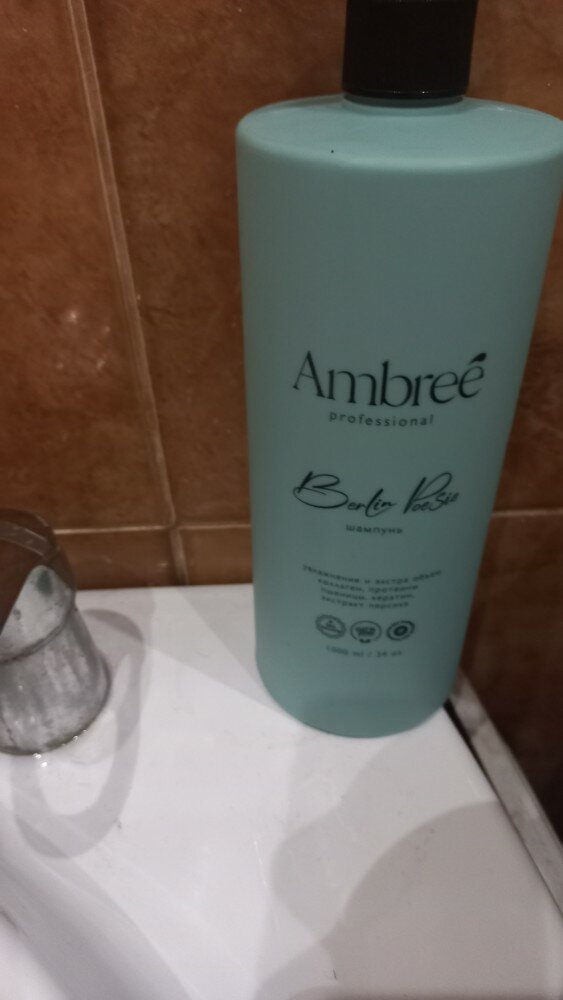 Ambreé
professional
Berlin Poesie
шампунь
увлажнение и экстра объем
коллаген, протеины
пшеницы, кератин,
экстракт персика
1000 ml / 34 oz